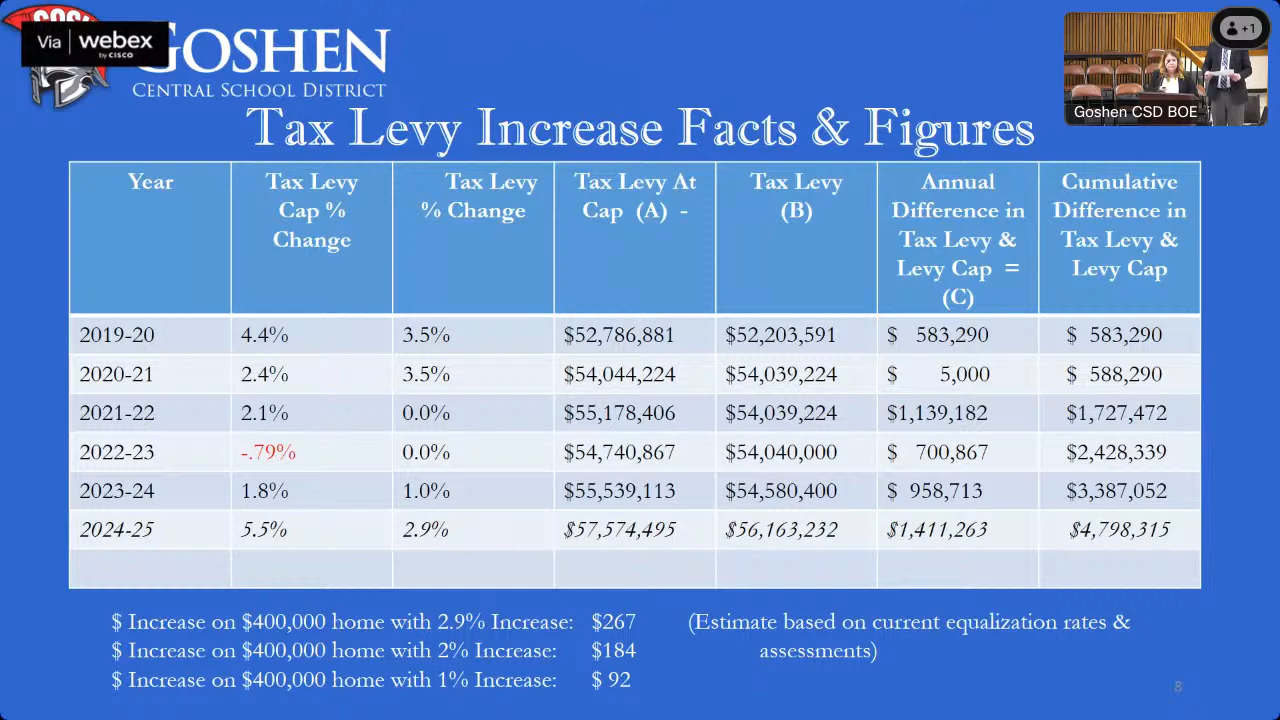 Via | webex
by CISCO
GOSHEN
CENTRAL SCHOOL DISTRICT
+1
Goshen CSD BOE
Tax Levy Increase Facts & Figures
Year
Tax Levy
Cap %
Change
Tax Levy
% Change
Tax Levy At
Cap (A) -
Tax Levy
(B)
Annual
Difference in
Tax Levy &
Levy Cap =
(C)
Cumulative
Difference in
Tax Levy &
Levy Cap
2019-20 4.4% 3.5% $52,786,881 $52,203,591 $ 583,290 $ 583,290
2020-21 2.4% 3.5% $54,044,224 $54,039,224 $ 5,000 $ 588,290
2021-22 2.1% 0.0% $55,178,406 $54,039,224 $1,139,182 $1,727,472
2022-23 -.79% 0.0% $54,740,867 $54,040,000 $ 700,867 $2,428,339
2023-24 1.8% 1.0% $55,539,113 $54,580,400 $ 958,713 $3,387,052
2024-25 5.5% 2.9% $57,574,495 $56,163,232 $1,411,263 $4,798,315
$ Increase on $400,000 home with 2.9% Increase: $267 (Estimate based on current equalization rates &
$ Increase on $400,000 home with 2% Increase: $184 assessments)
$ Increase on $400,000 home with 1% Increase: $ 92
8